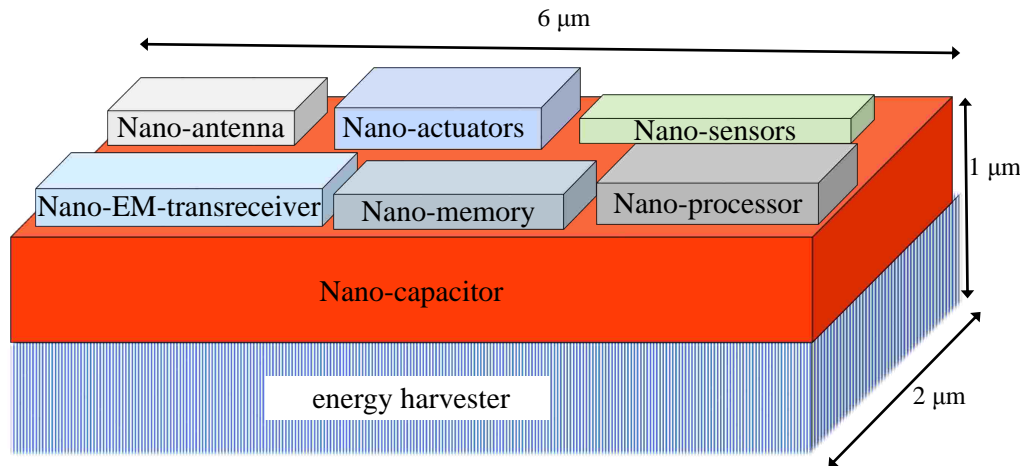 6 μm
Nano-antenna
Nano-actuators
Nano-sensors
1 μm
Nano-EM-transreceiver
Nano-memory
Nano-processor
Nano-capacitor
energy harvester
2 μm